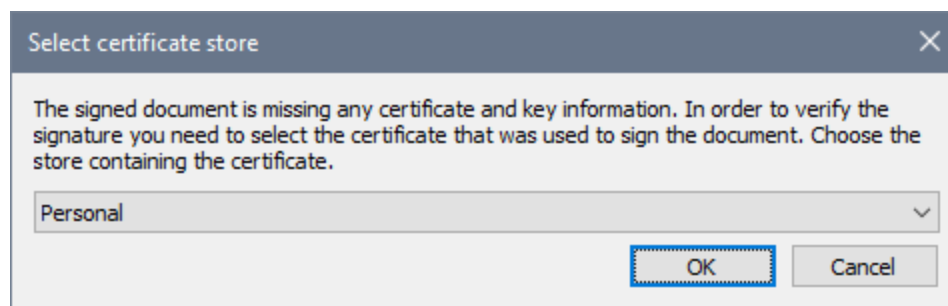 Select certificate store
The signed document is missing any certificate and key information. In order to verify the
signature you need to select the certificate that was used to sign the document. Choose the
store containing the certificate.
Personal
OK Cancel